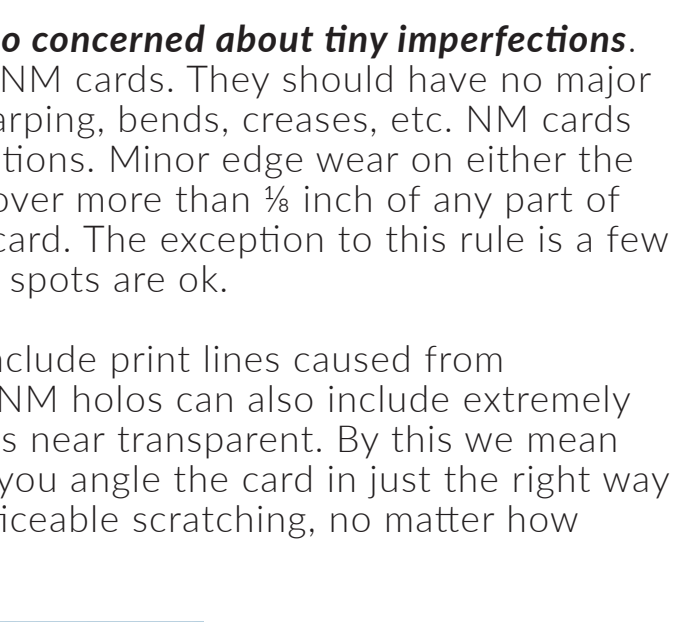 o concerned about tiny imperfections.
NM cards. They should have no major
arping, bends, creases, etc. NM cards
tions. Minor edge wear on either the
over more than ⅛ inch of any part of
card. The exception to this rule is a few
spots are ok.
nclude print lines caused from
NM holos can also include extremely
s near transparent. By this we mean
you angle the card in just the right way
ticeable scratching, no matter how